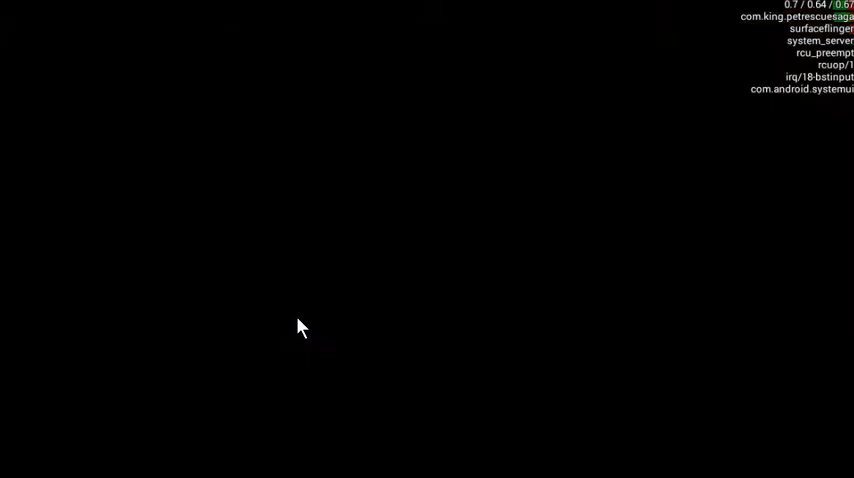 0.7 / 0.64 / 0.67
com.king.petrescuesaga
surfaceflinger
system_server
rcu_preempt
rcuop/1
irq/18-bstinput
com.android.systemui